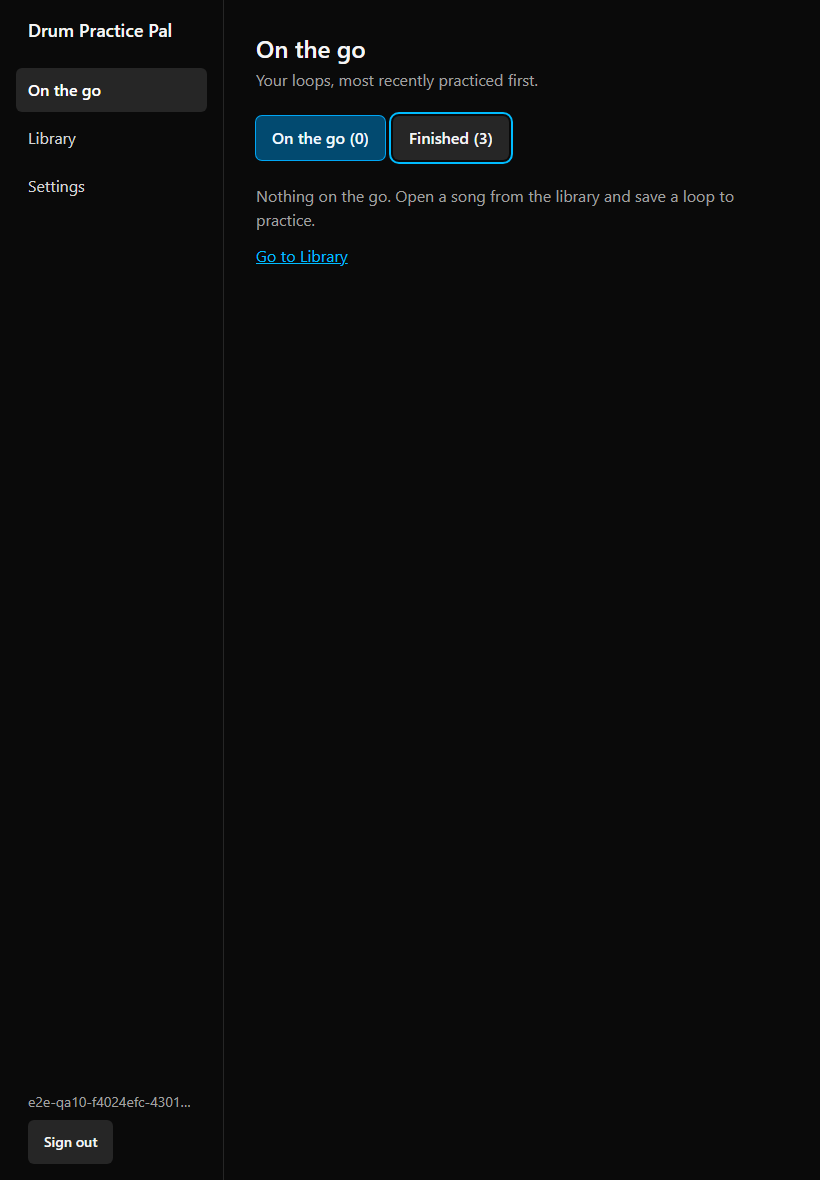 Drum Practice Pal
On the go
Library
Settings
On the go
Your loops, most recently practiced first.
On the go (0)
Finished (3)
Nothing on the go. Open a song from the library and save a loop to
practice.
Go to Library
e2e-qa10-f4024efc-4301...
Sign out